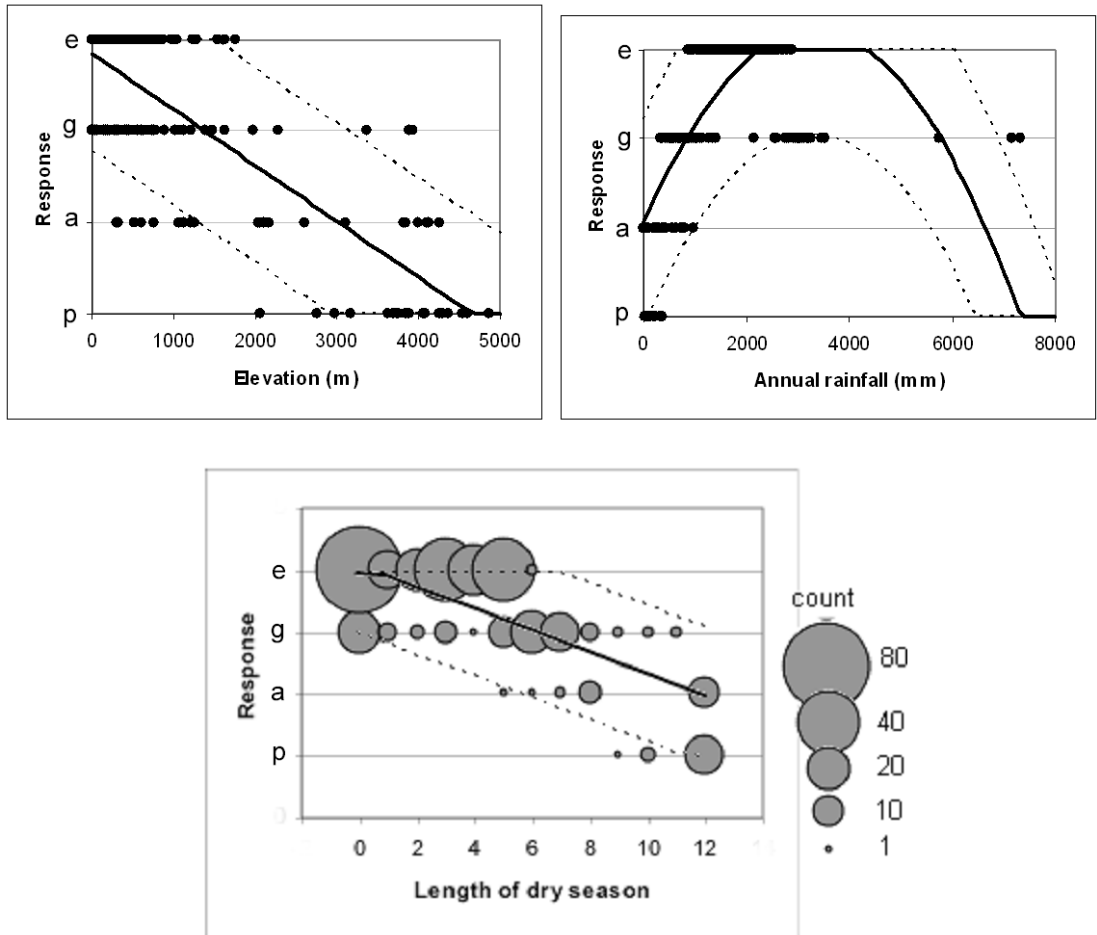 e
g
a
p
Response
0 1000 2000 3000 4000 5000
Elevation (m)
e
g
a
p
Response
0 2000 4000 6000 8000
Annual rainfall (mm)
e
g
a
p
Response
0 2 4 6 8 10 12
Length of dry season
count
80
40
20
10
1